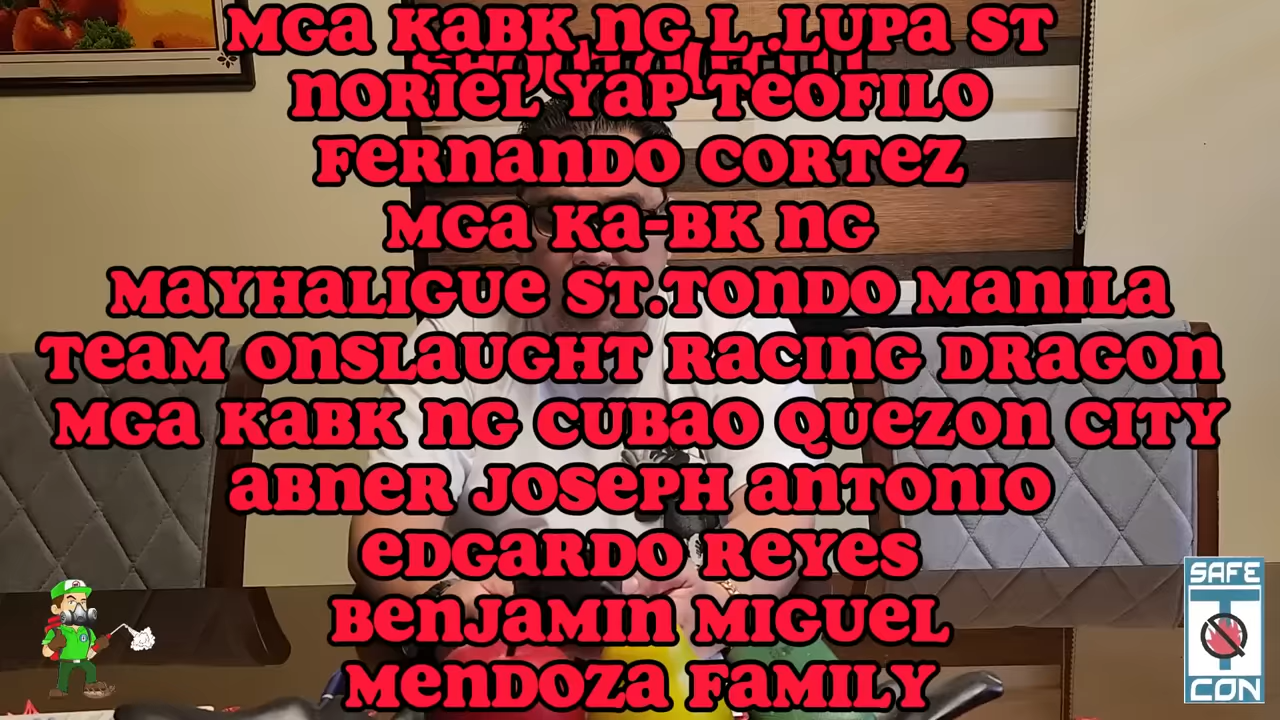 MGa KaBK NG L .LUPa ST
NORIeL YaP TeOFILO
FeRNaNDO CORTeZ
MGa Ka-BK NG
MaYHaLIGUe ST.TONDO MaNILa
TeaM ONSLaUGHT RaCING DRaGON
MGa KaBK NG CUBaO QUeZON CITY
aBNeR JOSePH aNTONIO
eDGaRDO ReYeS
BeNJaMIN MIGUeL
MeNDOZa FaMILY
SAFE
T
CON